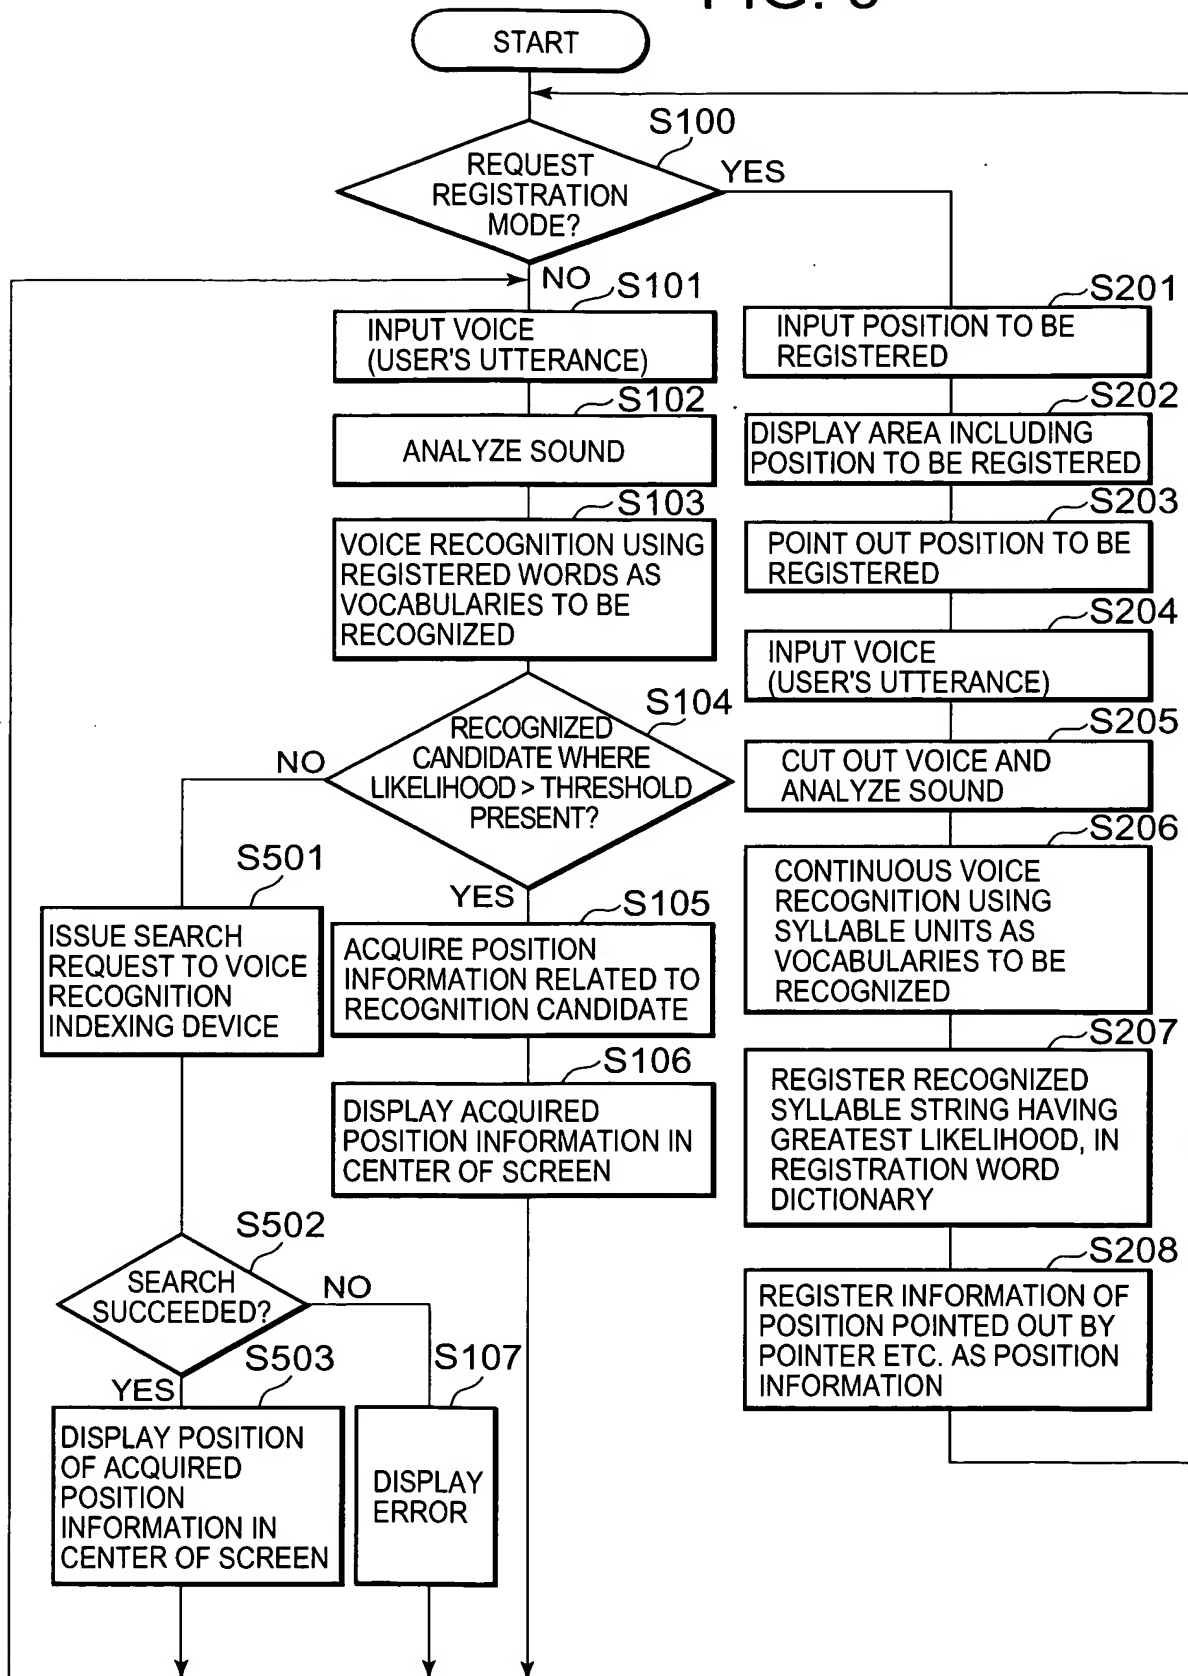 START
S100
REQUEST
REGISTRATION
MODE?
YES
NO
S101
INPUT VOICE
(USER'S UTTERANCE)
S102
ANALYZE SOUND
S103
VOICE RECOGNITION USING
REGISTERED WORDS AS
VOCABULARIES TO BE
RECOGNIZED
S104
RECOGNIZED
CANDIDATE WHERE
LIKELIHOOD > THRESHOLD
PRESENT?
NO
YES
S105
ACQUIRE POSITION
INFORMATION RELATED TO
RECOGNITION CANDIDATE
S106
DISPLAY ACQUIRED
POSITION INFORMATION IN
CENTER OF SCREEN
S501
ISSUE SEARCH
REQUEST TO VOICE
RECOGNITION
INDEXING DEVICE
S502
SEARCH
SUCCEEDED?
NO
YES
S503
DISPLAY POSITION
OF ACQUIRED
POSITION
INFORMATION IN
CENTER OF SCREEN
S107
DISPLAY
ERROR
S201
INPUT POSITION TO BE
REGISTERED
S202
DISPLAY AREA INCLUDING
POSITION TO BE REGISTERED
S203
POINT OUT POSITION TO BE
REGISTERED
S204
INPUT VOICE
(USER'S UTTERANCE)
S205
CUT OUT VOICE AND
ANALYZE SOUND
S206
CONTINUOUS VOICE
RECOGNITION USING
SYLLABLE UNITS AS
VOCABULARIES TO BE
RECOGNIZED
S207
REGISTER RECOGNIZED
SYLLABLE STRING HAVING
GREATEST LIKELIHOOD, IN
REGISTRATION WORD
DICTIONARY
S208
REGISTER INFORMATION OF
POSITION POINTED OUT BY
POINTER ETC. AS POSITION
INFORMATION